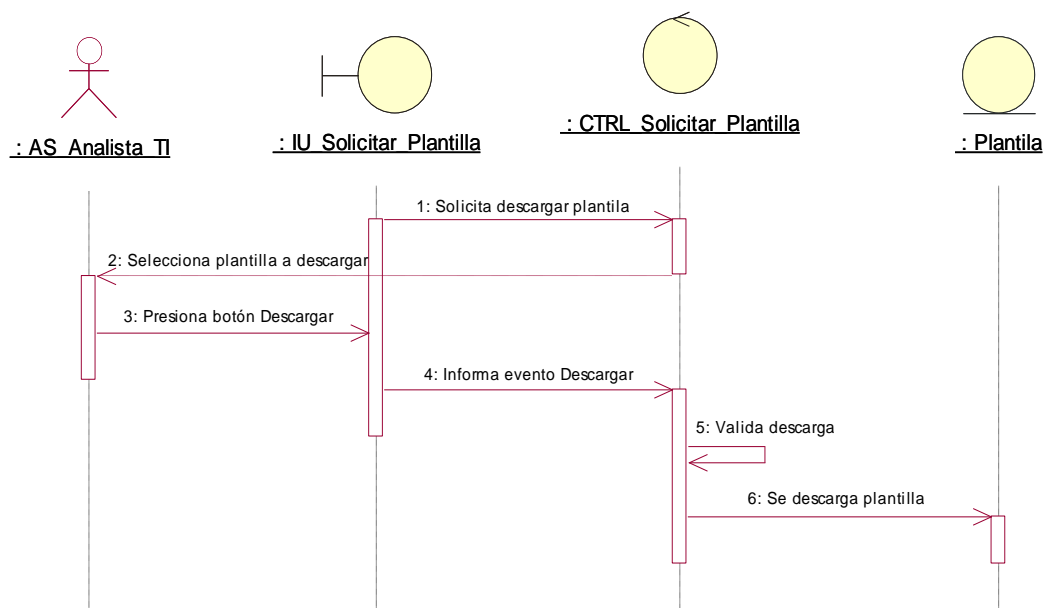 : AS_Analista_TI
: IU_Solicitar_Plantilla
: CTRL_Solicitar_Plantilla
: Plantila
1: Solicita descargar plantila
2: Selecciona plantilla a descargar
3: Presiona botón Descargar
4: Informa evento Descargar
5: Valida descarga
6: Se descarga plantilla